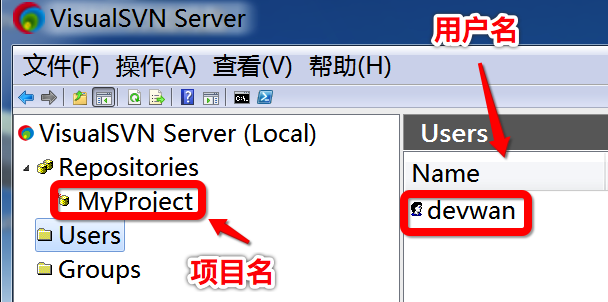 VisualSVN Server
用户名
文件(F) 操作(A) 查看(V) 帮助(H)
VisualSVN Server (Local)
Repositories
MyProject
Users
Groups
项目名
Users
Name
devwan